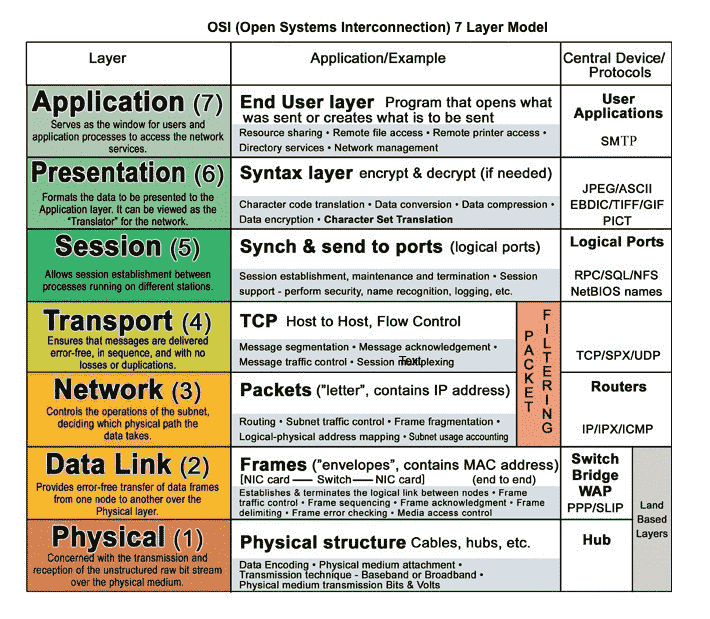 OSI (Open Systems Interconnection) 7 Layer Model
Layer
Application/Example
Central Device/
Protocols
Application (7)
Serves as the window for users and
application processes to access the network
services.
End User layer Program that opens what
was sent or creates what is to be sent
Resource sharing • Remote file access • Remote printer access •
Directory services • Network management
User
Applications
SMTP
Presentation (6)
Formats the data to be presented to the
Application layer. It can be viewed as the
"Translator" for the network.
Syntax layer encrypt & decrypt (if needed)
Character code translation • Data conversion • Data compression •
Data encryption • Character Set Translation
JPEG/ASCII
EBDIC/TIFF/GIF
PICT
Session (5)
Allows session establishment between
processes running on different stations.
Synch & send to ports (logical ports)
Session establishment, maintenance and termination • Session
support - perform security, name recognition, logging, etc.
Logical Ports
RPC/SQL/NFS
NetBIOS names
Transport (4)
Ensures that messages are delivered
error-free, in sequence, and with no
losses or duplications.
TCP Host to Host, Flow Control
Message segmentation • Message acknowledgement •
Message traffic control • Session multiplexing
Text
PACKET
FILTERING
TCP/SPX/UDP
Network (3)
Controls the operations of the subnet,
deciding which physical path
the data takes.
Packets ("letter", contains IP address)
Routing • Subnet traffic control • Frame fragmentation •
Logical-physical address mapping • Subnet usage accounting
Routers
IP/IPX/ICMP
Data Link (2)
Provides error-free transfer of data frames
from one node to another over the
Physical layer.
Frames ("envelopes", contains MAC address)
[NIC card —— Switch —— NIC card] (end to end)
Establishes & terminates the logical link between nodes • Frame
traffic control • Frame sequencing • Frame acknowledgment • Frame
delimiting • Frame error checking • Media access control
Switch
Bridge
WAP
PPP/SLIP
Land
Based
Layers
Physical (1)
Concerned with the transmission and
reception of the unstructured raw bit stream
over the physical medium.
Physical structure Cables, hubs, etc.
Data Encoding • Physical medium attachment •
Transmission technique - Baseband or Broadband •
Physical medium transmission Bits & Volts
Hub